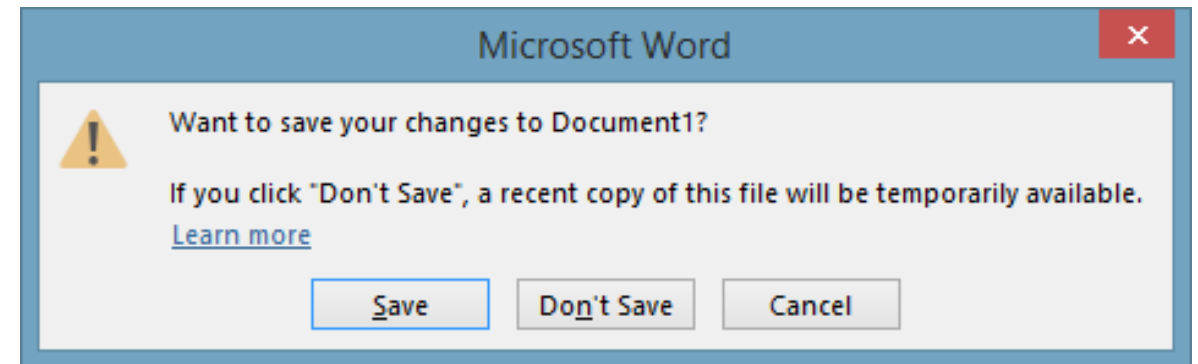 Microsoft Word
Want to save your changes to Document1?
If you click "Don't Save", a recent copy of this file will be temporarily available.
Learn more
Save Don't Save Cancel